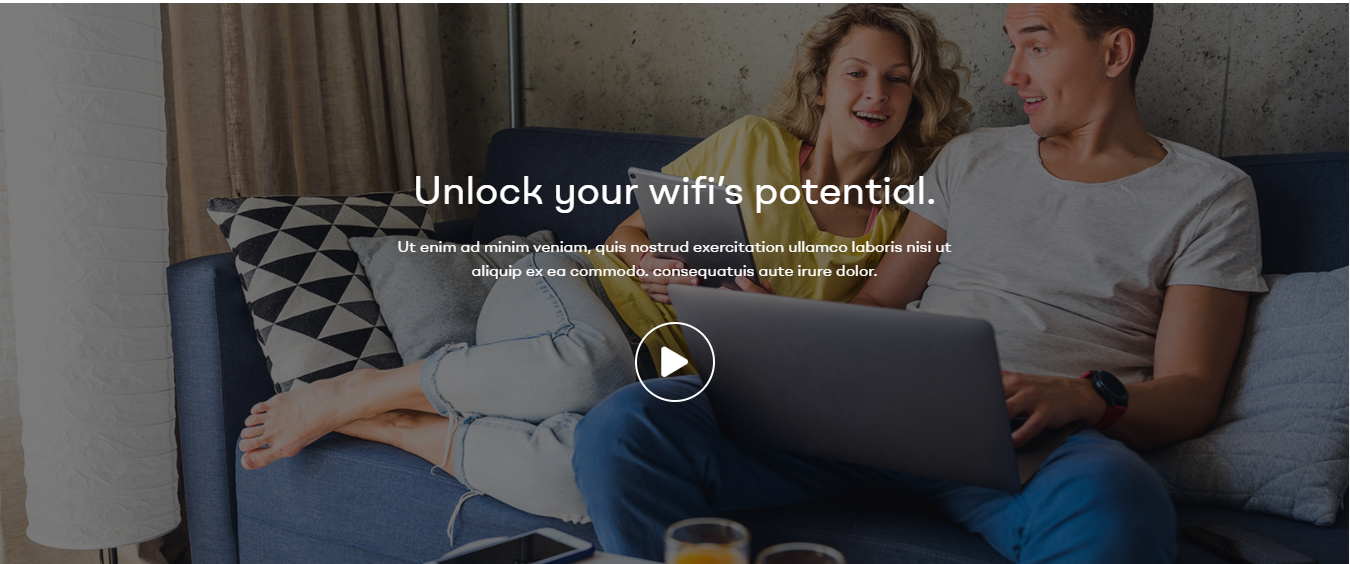 Unlock your wifi’s potential.
Ut enim ad minim veniam, quis nostrud exercitation ullamco laboris nisi ut
aliquip ex ea commodo. consequatuis aute irure dolor.